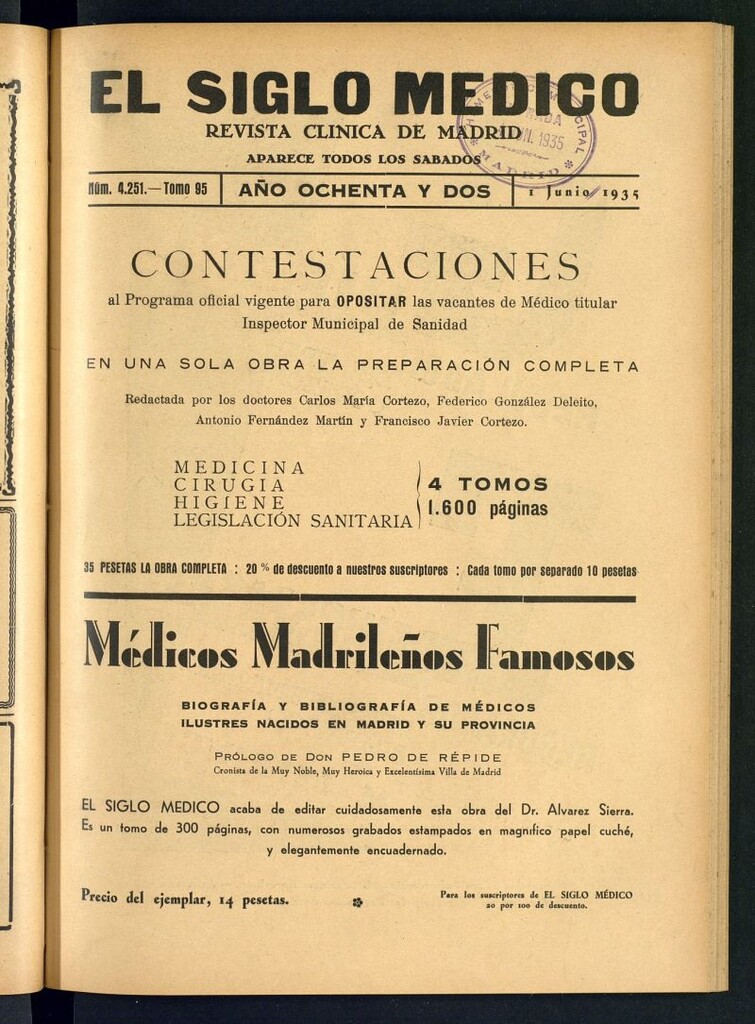 EL SIGLO MEDICO
REVISTA CLINICA DE MADRID
APARECE TODOS LOS SABADOS
HEMEROTECA MUNICIPAL
1935
* MADRID *
Núm. 4.251.—Tomo 95
AÑO OCHENTA Y DOS
1 Junio 1935
CONTESTACIONES
al Programa oficial vigente para OPOSITAR las vacantes de Médico titular
Inspector Municipal de Sanidad
EN UNA SOLA OBRA LA PREPARACIÓN COMPLETA
Redactada por los doctores Carlos María Cortezo, Federico González Deleito,
Antonio Fernández Martín y Francisco Javier Cortezo.
MEDICINA
CIRUGIA
HIGIENE
LEGISLACIÓN SANITARIA
4 TOMOS
1.600 páginas
35 PESETAS LA OBRA COMPLETA : 20 % de descuento a nuestros suscriptores : Cada tomo por separado 10 pesetas
Médicos Madrileños Famosos
BIOGRAFÍA Y BIBLIOGRAFÍA DE MÉDICOS
ILUSTRES NACIDOS EN MADRID Y SU PROVINCIA
PRÓLOGO DE DON PEDRO DE RÉPIDE
Cronista de la Muy Noble, Muy Heroica y Excelentísima Villa de Madrid
EL SIGLO MEDICO acaba de editar cuidadosamente esta obra del Dr. Alvarez Sierra.
Es un tomo de 300 páginas, con numerosos grabados estampados en magnífico papel cuché,
y elegantemente encuadernado.
Precio del ejemplar, 14 pesetas.
Para los suscriptores de EL SIGLO MÉDICO
20 por 100 de descuento.